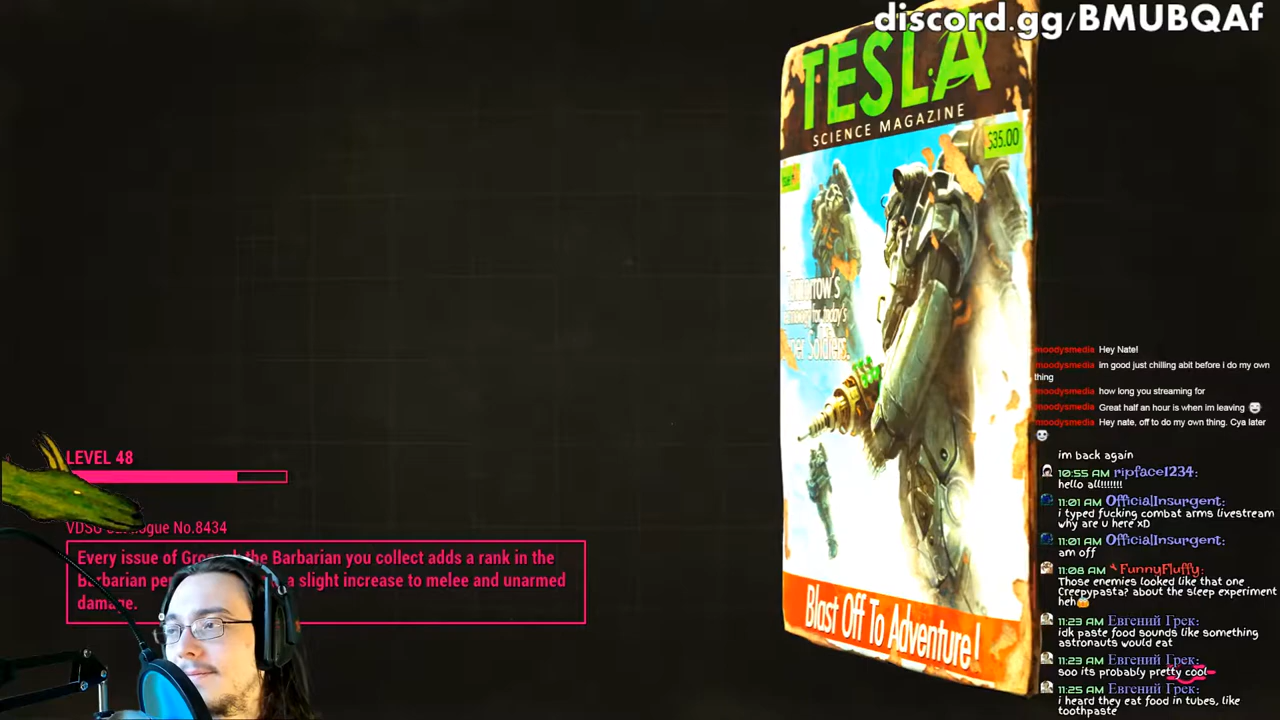 discord.gg/BMUBQAf
TESLA
SCIENCE MAGAZINE
$35.00
for today's
Soldiers.
Blast Off To Adventure!
LEVEL 48
No.8434
Every issue of the Barbarian you collect adds a rank in the
Barbarian a slight increase to melee and unarmed
damage.
moodysmedia Hey Nate!
moodysmedia Im good just chilling abit before i do my own
thing
moodysmedia how long you streaming for
moodysmedia Great half an hour is when im leaving
moodysmedia Hey nate, off to do my own thing. Cya later
im back again
10:55 AM ripface1234:
hello all!!!!!!!
11:01 AM OfficialInsurgent:
i typed fucking combat arms livestream
why are u here xD
11:01 AM OfficialInsurgent:
am off
11:08 AM FunnyFluffy:
Those enemies looked like that one
Creepypasta? about the sleep experiment
heh
11:23 AM Евгений Грек:
idk paste food sounds like something
astronauts would eat
11:23 AM Евгений Грек:
soo its probably pretty cool
11:25 AM Евгений Грек:
i heard they eat food in tubes, like
toothpaste